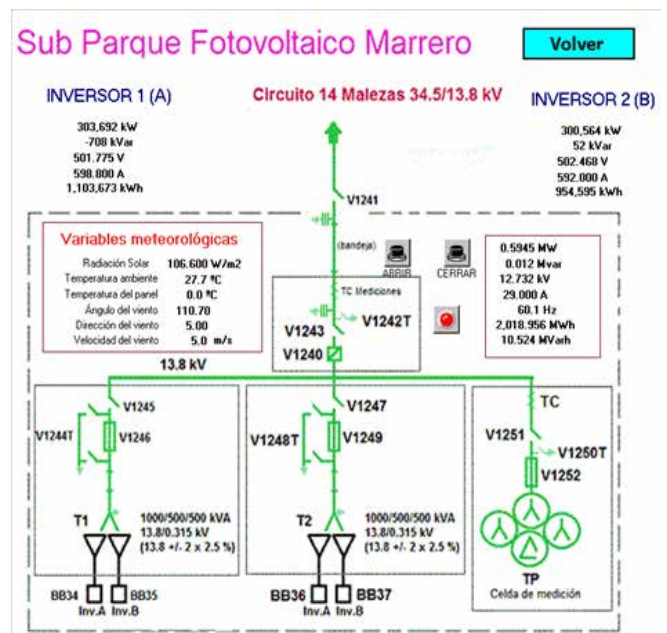 Sub Parque Fotovoltaico Marrero
Volver
INVERSOR 1 (A)
303,692 kW
-708 kVar
501.775 V
598.800 A
1,103,673 kWh
Circuito 14 Malezas 34.5/13.8 kV
INVERSOR 2 (B)
300,564 kW
52 kVar
502.468 V
592.000 A
954,595 kWh
V1241
Variables meteorológicas
Radiación Solar 106.600 W/m2
Temperatura ambiente 27.7 ºC
Temperatura del panel 0.0 ºC
Ángulo del viento 110.70
Dirección del viento 5.00
Velocidad del viento 5.0 m/s
(bandeja)
ABRIR
CERRAR
0.5945 MW
0.012 Mvar
12.732 kV
29.000 A
60.1 Hz
2,018.956 MWh
10.524 MVarh
TC Mediciones
V1243
V1242T
V1240
13.8 kV
V1245
V1244T
V1246
T1
1000/500/500 kVA
13.8/0.315 kV
(13.8 +/- 2 x 2.5 %)
BB34
BB35
Inv.A
Inv.B
V1247
V1248T
V1249
T2
1000/500/500 kVA
13.8/0.315 kV
(13.8 +/- 2 x 2.5 %)
BB36
BB37
Inv.A
Inv.B
TC
V1251
V1250T
V1252
TP
Celda de medición